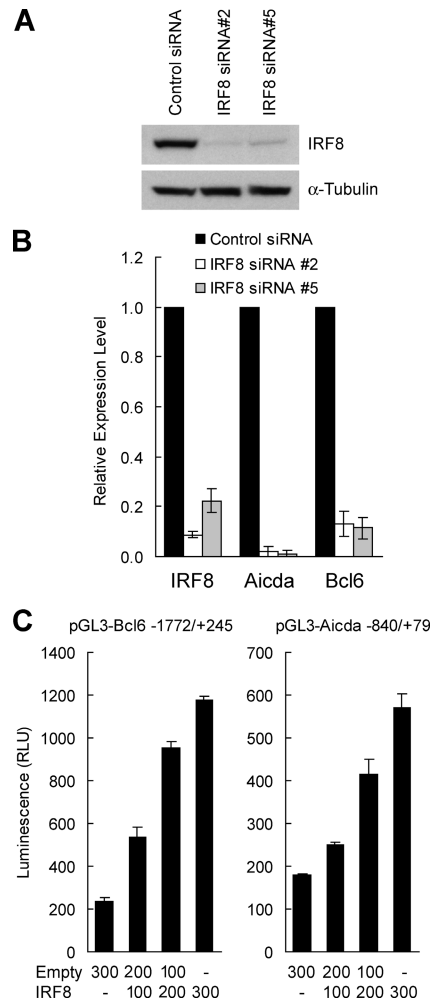 A
Control siRNA
IRF8 siRNA#2
IRF8 siRNA#5
IRF8
α-Tubulin
B
Control siRNA
IRF8 siRNA #2
IRF8 siRNA #5
Relative Expression Level
1.2
1.0
0.8
0.6
0.4
0.2
0.0
IRF8 Aicda Bcl6
C
pGL3-Bcl6 -1772/+245
Luminescence (RLU)
1400
1200
1000
800
600
400
200
0
pGL3-Aicda -840/+79
700
600
500
400
300
200
100
0
Empty 300 200 100 - 300 200 100 -
IRF8 - 100 200 300 - 100 200 300